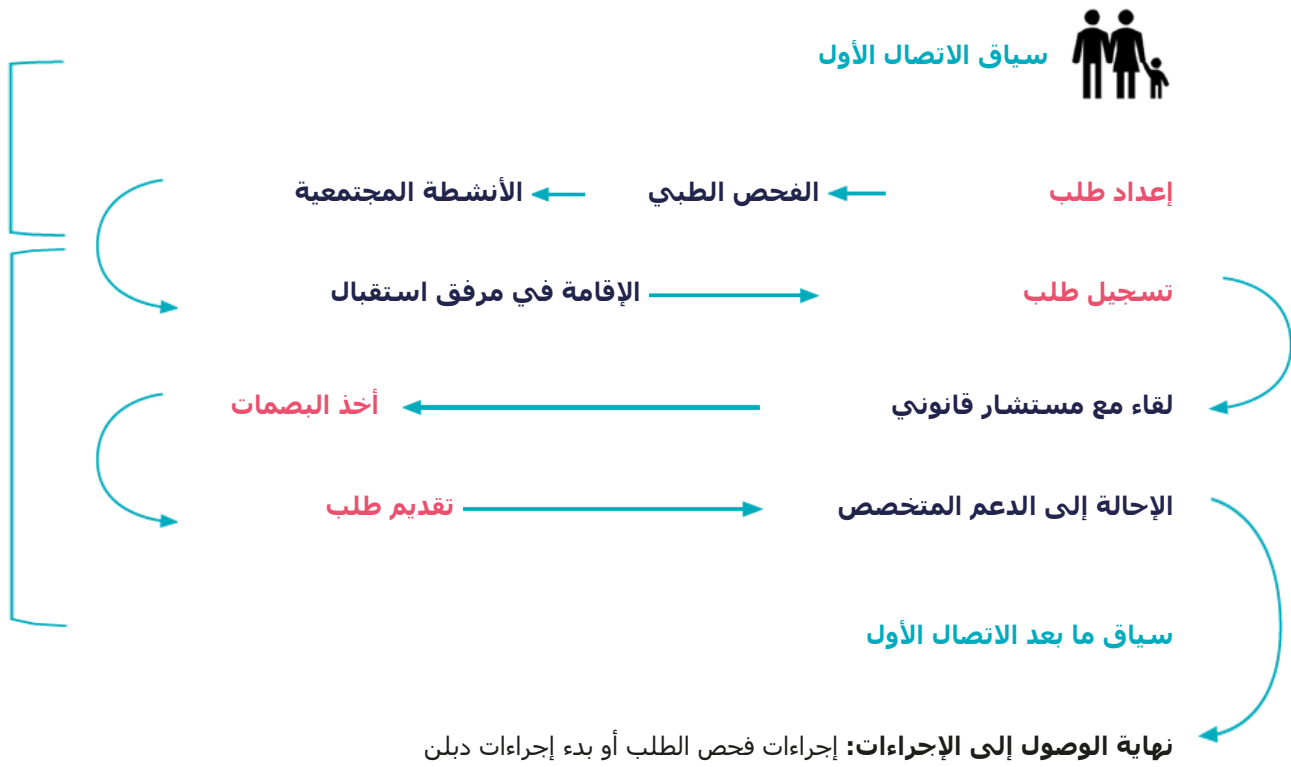 سياق الاتصال الأول
إعداد طلب الفحص الطبي الأنشطة المجتمعية
تسجيل طلب الإقامة في مرفق استقبال
لقاء مع مستشار قانوني أخذ البصمات
الإحالة إلى الدعم المتخصص تقديم طلب
سياق ما بعد الاتصال الأول
نهاية الوصول إلى الإجراءات: إجراءات فحص الطلب أو بدء إجراءات دبلن